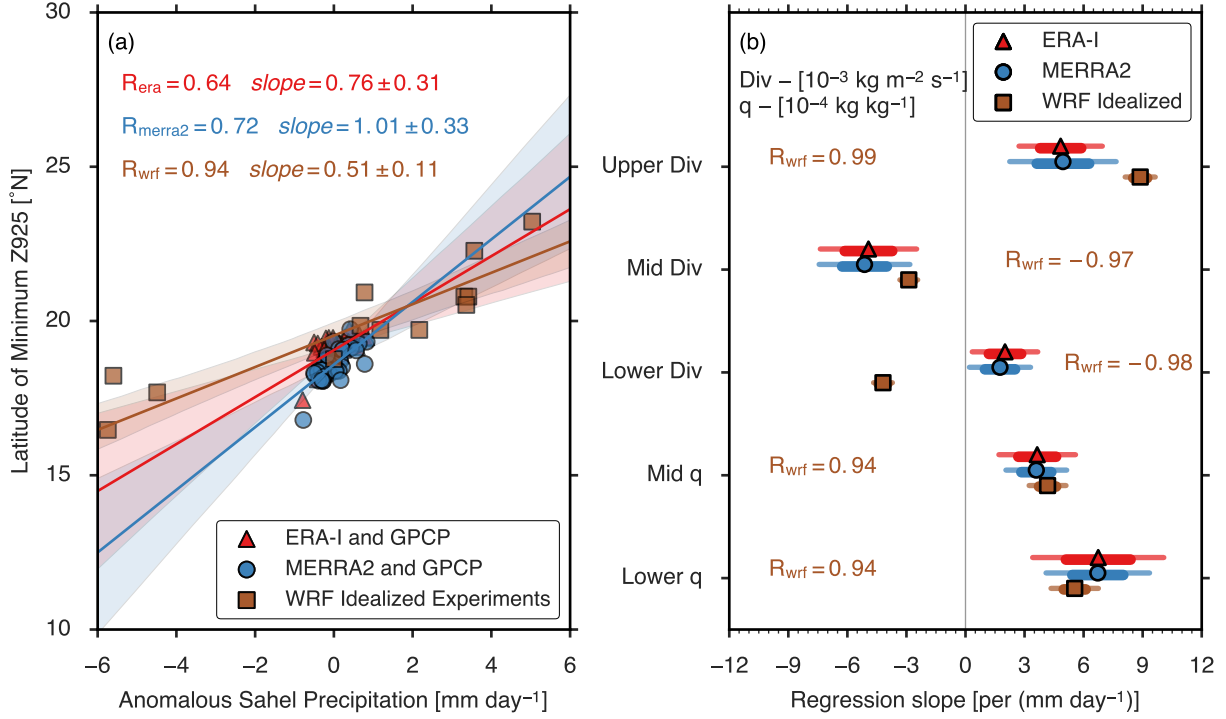 (a)
R_era = 0.64 slope = 0.76 ± 0.31
R_merra2 = 0.72 slope = 1.01 ± 0.33
R_wrf = 0.94 slope = 0.51 ± 0.11
30
25
20
15
10
Latitude of Minimum Z925 [°N]
ERA-I and GPCP
MERRA2 and GPCP
WRF Idealized Experiments
−6 −4 −2 0 2 4 6
Anomalous Sahel Precipitation [mm day⁻¹]
(b)
ERA-I
MERRA2
WRF Idealized
Div – [10⁻³ kg m⁻² s⁻¹]
q – [10⁻⁴ kg kg⁻¹]
Upper Div
R_wrf = 0.99
Mid Div
R_wrf = −0.97
Lower Div
R_wrf = −0.98
Mid q
R_wrf = 0.94
Lower q
R_wrf = 0.94
−12 −9 −6 −3 0 3 6 9 12
Regression slope [per (mm day⁻¹)]